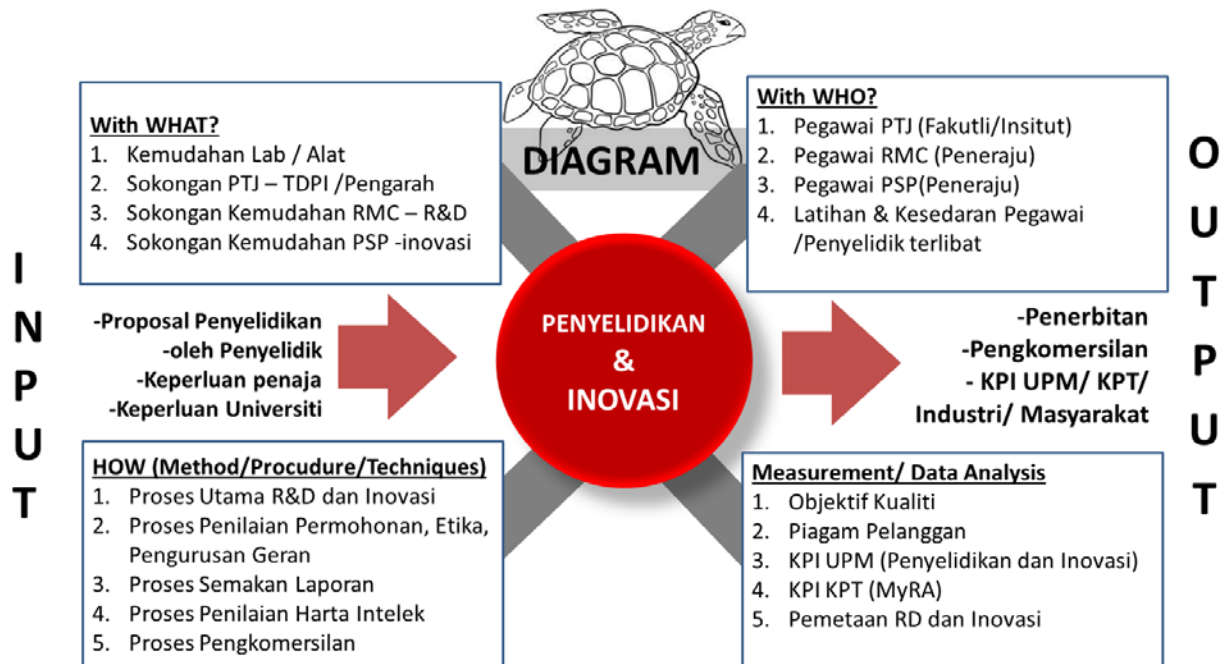 DIAGRAM
INPUT
With WHAT?
1. Kemudahan Lab / Alat
2. Sokongan PTJ – TDPI /Pengarah
3. Sokongan Kemudahan RMC – R&D
4. Sokongan Kemudahan PSP -inovasi
-Proposal Penyelidikan
-oleh Penyelidik
-Keperluan penaja
-Keperluan Universiti
HOW (Method/Procudure/Techniques)
1. Proses Utama R&D dan Inovasi
2. Proses Penilaian Permohonan, Etika,
Pengurusan Geran
3. Proses Semakan Laporan
4. Proses Penilaian Harta Intelek
5. Proses Pengkomersilan
PENYELIDIKAN
&
INOVASI
With WHO?
1. Pegawai PTJ (Fakutli/Insitut)
2. Pegawai RMC (Peneraju)
3. Pegawai PSP(Peneraju)
4. Latihan & Kesedaran Pegawai
/Penyelidik terlibat
-Penerbitan
-Pengkomersilan
- KPI UPM/ KPT/
Industri/ Masyarakat
Measurement/ Data Analysis
1. Objektif Kualiti
2. Piagam Pelanggan
3. KPI UPM (Penyelidikan dan Inovasi)
4. KPI KPT (MyRA)
5. Pemetaan RD dan Inovasi
OUTPUT